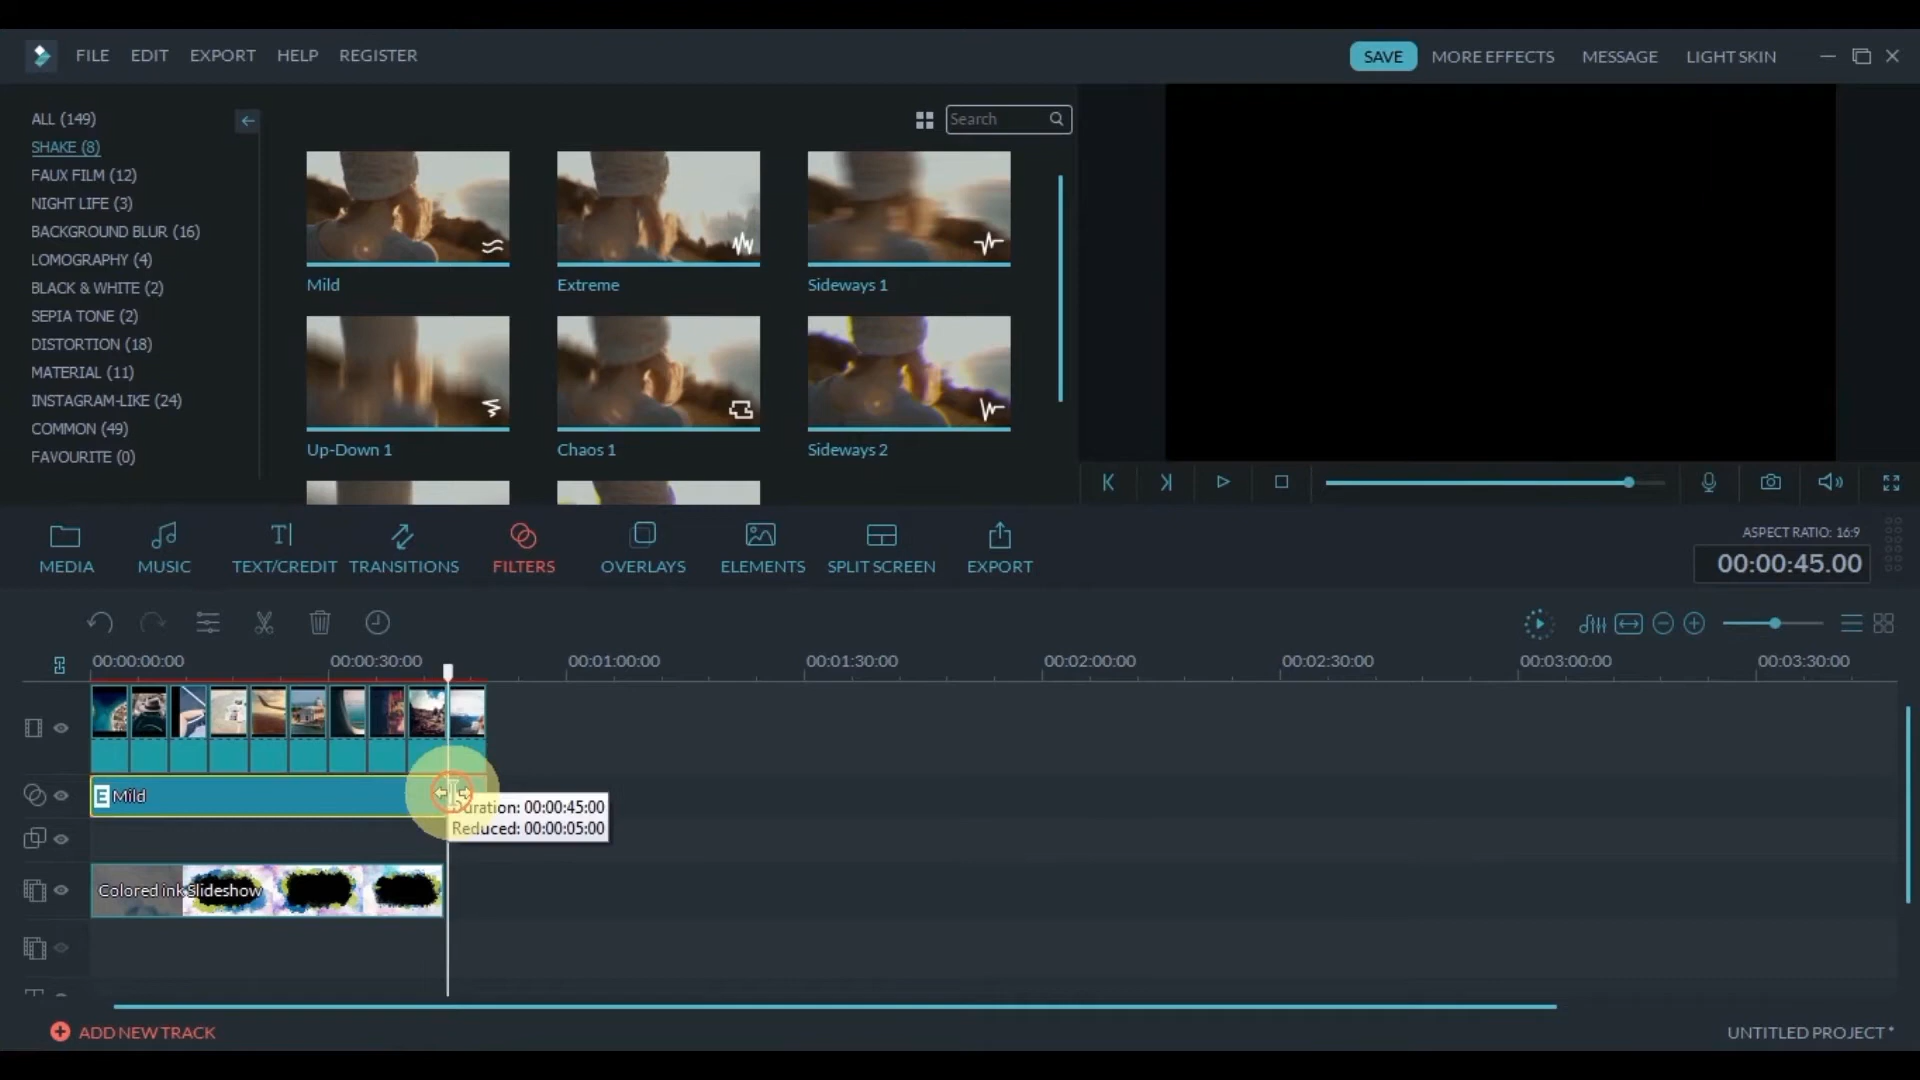 FILE EDIT EXPORT HELP REGISTER
SAVE MORE EFFECTS MESSAGE LIGHT SKIN
ALL (149)
SHAKE (8)
FAUX FILM (12)
NIGHT LIFE (3)
BACKGROUND BLUR (16)
LOMOGRAPHY (4)
BLACK & WHITE (2)
SEPIA TONE (2)
DISTORTION (18)
MATERIAL (11)
INSTAGRAM-LIKE (24)
COMMON (49)
FAVOURITE (0)
Search
Mild Extreme Sideways 1
Up-Down 1 Chaos 1 Sideways 2
MEDIA MUSIC TEXT/CREDIT TRANSITIONS FILTERS OVERLAYS ELEMENTS SPLIT SCREEN EXPORT
ASPECT RATIO: 16:9
00:00:45.00
00:00:00:00 00:00:30:00 00:01:00:00 00:01:30:00 00:02:00:00 00:02:30:00 00:03:00:00 00:03:30:00
E Mild
Duration: 00:00:45:00
Reduced: 00:00:05:00
Colored ink Slideshow
ADD NEW TRACK
UNTITLED PROJECT *